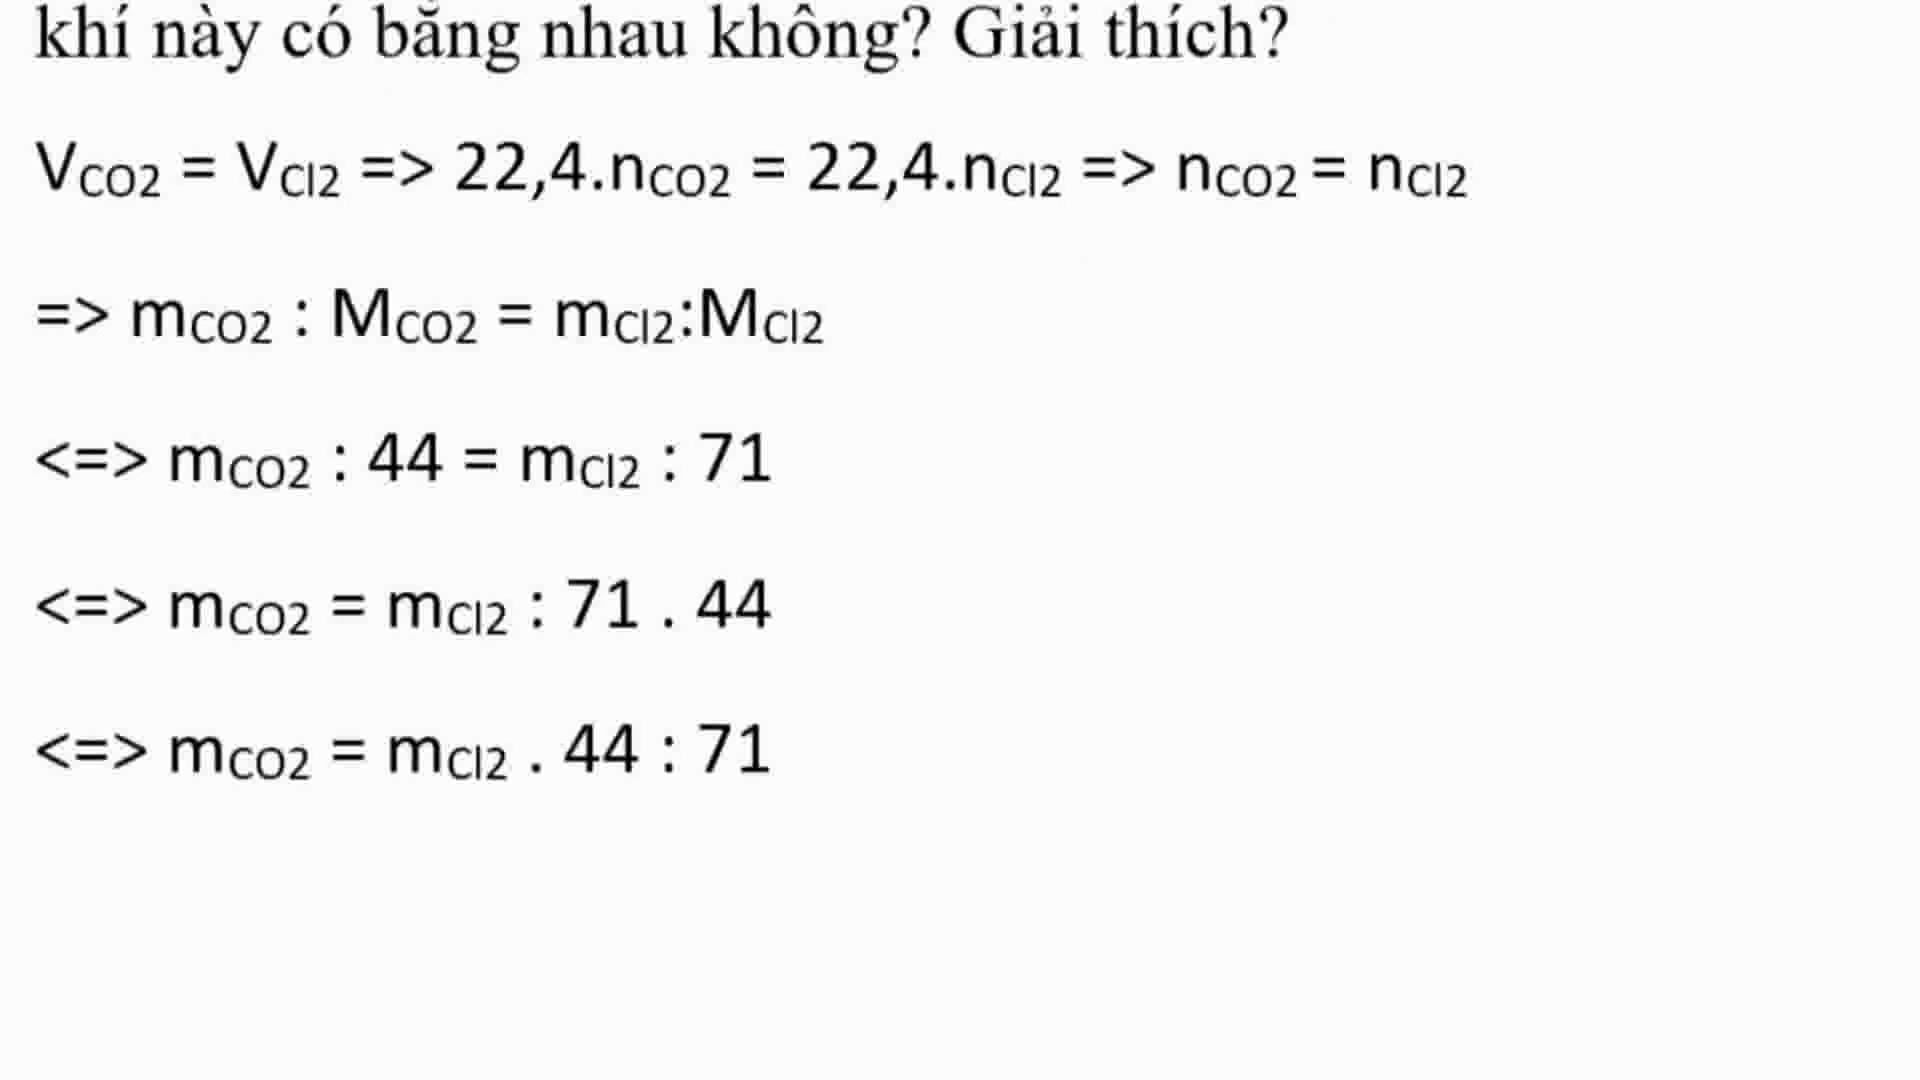 khí này có bằng nhau không? Giải thích?
VCO2 = VCl2 => 22,4.nCO2 = 22,4.nCl2 => nCO2 = nCl2
=> mCO2 : MCO2 = mCl2:MCl2
<=> mCO2 : 44 = mCl2 : 71
<=> mCO2 = mCl2 : 71 . 44
<=> mCO2 = mCl2 . 44 : 71